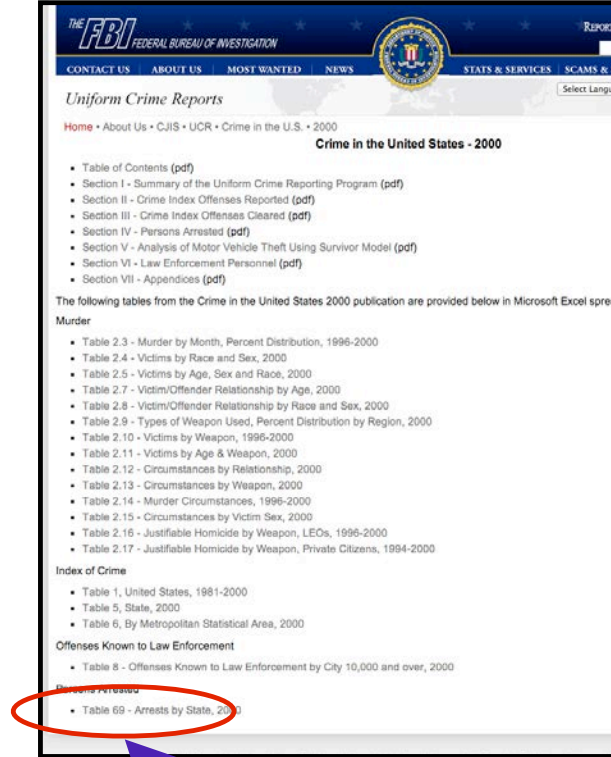 THE FBI FEDERAL BUREAU OF INVESTIGATION
REPOR
CONTACT US ABOUT US MOST WANTED NEWS STATS & SERVICES SCAMS &
Select Langu
Uniform Crime Reports
Home • About Us • CJIS • UCR • Crime in the U.S. • 2000
Crime in the United States - 2000
• Table of Contents (pdf)
• Section I - Summary of the Uniform Crime Reporting Program (pdf)
• Section II - Crime Index Offenses Reported (pdf)
• Section III - Crime Index Offenses Cleared (pdf)
• Section IV - Persons Arrested (pdf)
• Section V - Analysis of Motor Vehicle Theft Using Survivor Model (pdf)
• Section VI - Law Enforcement Personnel (pdf)
• Section VII - Appendices (pdf)
The following tables from the Crime in the United States 2000 publication are provided below in Microsoft Excel spre
Murder
• Table 2.3 - Murder by Month, Percent Distribution, 1996-2000
• Table 2.4 - Victims by Race and Sex, 2000
• Table 2.5 - Victims by Age, Sex and Race, 2000
• Table 2.7 - Victim/Offender Relationship by Age, 2000
• Table 2.8 - Victim/Offender Relationship by Race and Sex, 2000
• Table 2.9 - Types of Weapon Used, Percent Distribution by Region, 2000
• Table 2.10 - Victims by Weapon, 1996-2000
• Table 2.11 - Victims by Age & Weapon, 2000
• Table 2.12 - Circumstances by Relationship, 2000
• Table 2.13 - Circumstances by Weapon, 2000
• Table 2.14 - Murder Circumstances, 1996-2000
• Table 2.15 - Circumstances by Victim Sex, 2000
• Table 2.16 - Justifiable Homicide by Weapon, LEOs, 1996-2000
• Table 2.17 - Justifiable Homicide by Weapon, Private Citizens, 1994-2000
Index of Crime
• Table 1, United States, 1981-2000
• Table 5, State, 2000
• Table 6, By Metropolitan Statistical Area, 2000
Offenses Known to Law Enforcement
• Table 8 - Offenses Known to Law Enforcement by City 10,000 and over, 2000
Persons Arrested
• Table 69 - Arrests by State, 2000